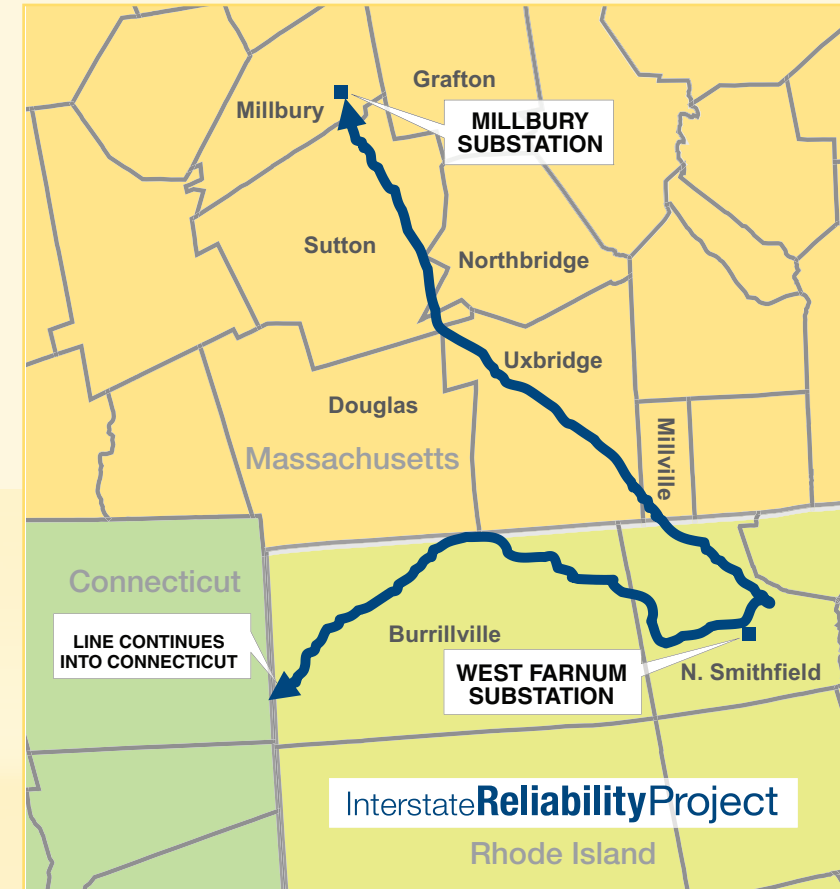 Grafton
Millbury
MILLBURY
SUBSTATION
Sutton
Northbridge
Uxbridge
Douglas
Millville
Massachusetts
Connecticut
LINE CONTINUES
INTO CONNECTICUT
Burrillville
WEST FARNUM
SUBSTATION
N. Smithfield
InterstateReliabilityProject
Rhode Island